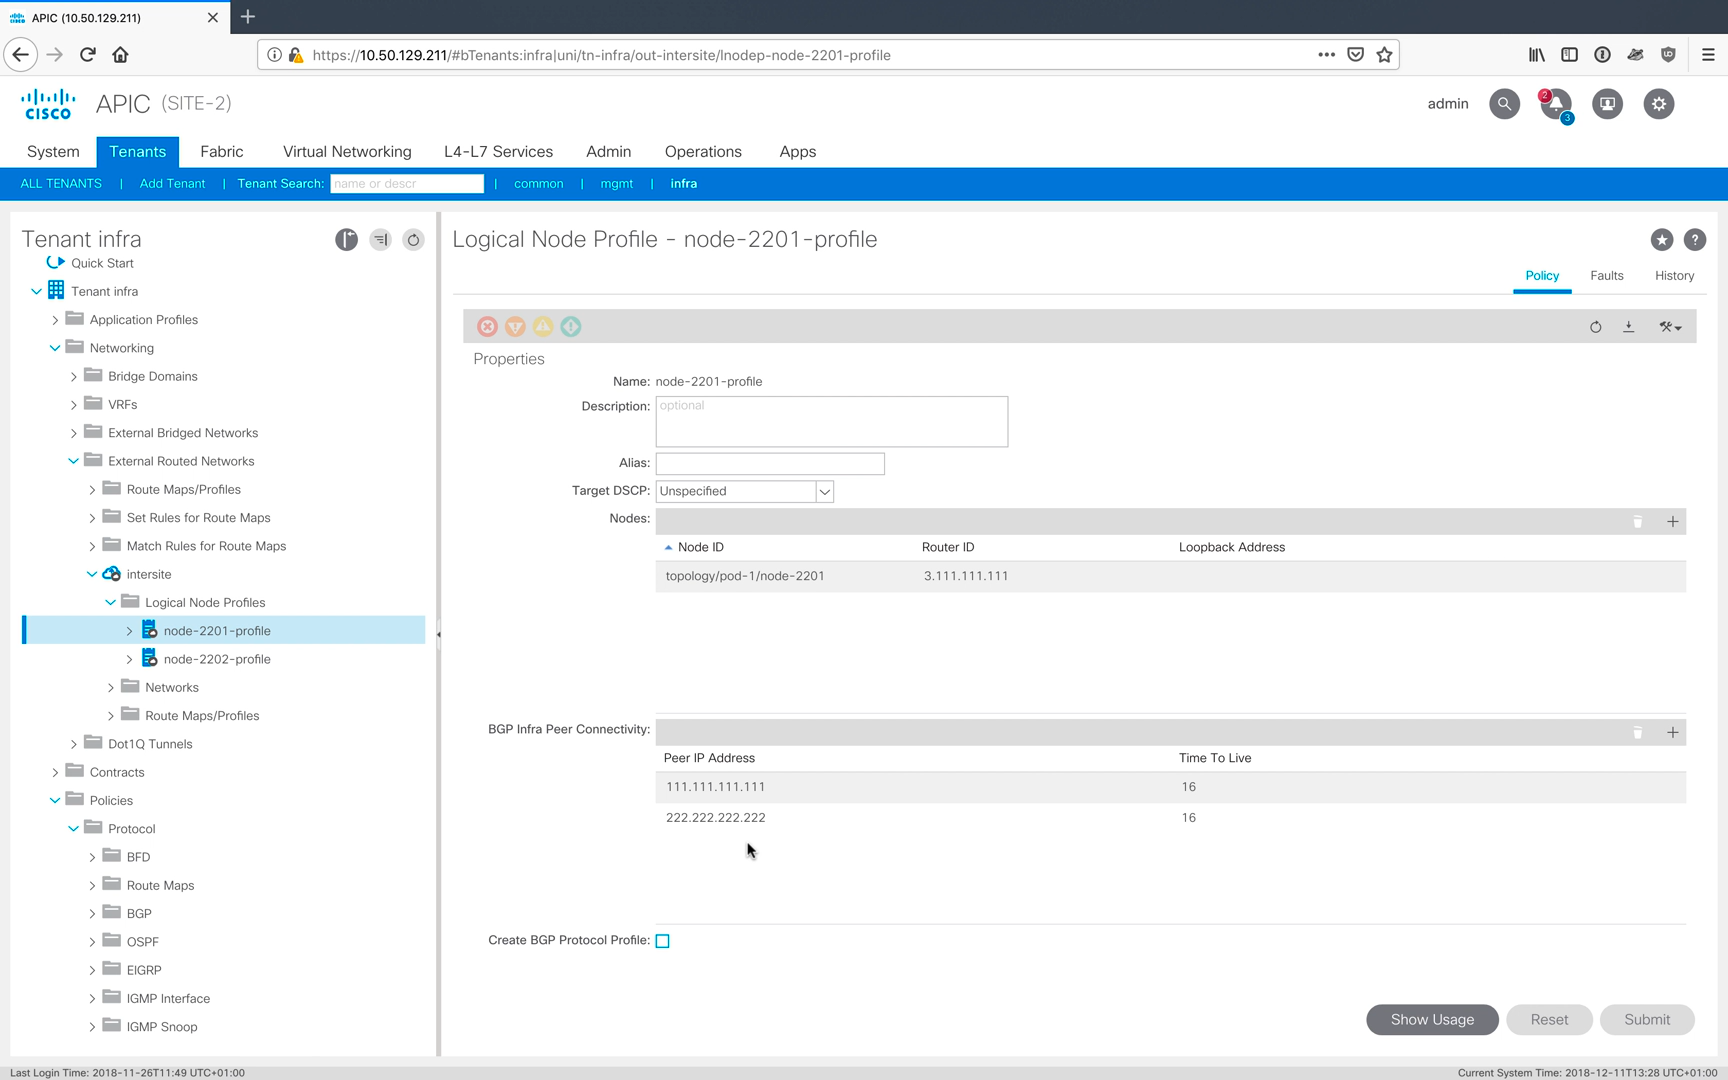 APIC (10.50.129.211)
https://10.50.129.211/#bTenants:infra|uni/tn-infra/out-intersite/lnodep-node-2201-profile
CISCO
APIC (SITE-2)
admin
2
3
System Tenants Fabric Virtual Networking L4-L7 Services Admin Operations Apps
ALL TENANTS | Add Tenant | Tenant Search: name or descr | common | mgmt | infra
Tenant infra
Quick Start
Tenant infra
Application Profiles
Networking
Bridge Domains
VRFs
External Bridged Networks
External Routed Networks
Route Maps/Profiles
Set Rules for Route Maps
Match Rules for Route Maps
intersite
Logical Node Profiles
node-2201-profile
node-2202-profile
Networks
Route Maps/Profiles
Dot1Q Tunnels
Contracts
Policies
Protocol
BFD
Route Maps
BGP
OSPF
EIGRP
IGMP Interface
IGMP Snoop
Logical Node Profile - node-2201-profile
Policy Faults History
Properties
Name: node-2201-profile
Description: optional
Alias:
Target DSCP: Unspecified
Nodes:
Node ID Router ID Loopback Address
topology/pod-1/node-2201 3.111.111.111
BGP Infra Peer Connectivity:
Peer IP Address Time To Live
111.111.111.111 16
222.222.222.222 16
Create BGP Protocol Profile:
Show Usage Reset Submit
Last Login Time: 2018-11-26T11:49 UTC+01:00
Current System Time: 2018-12-11T13:28 UTC+01:00